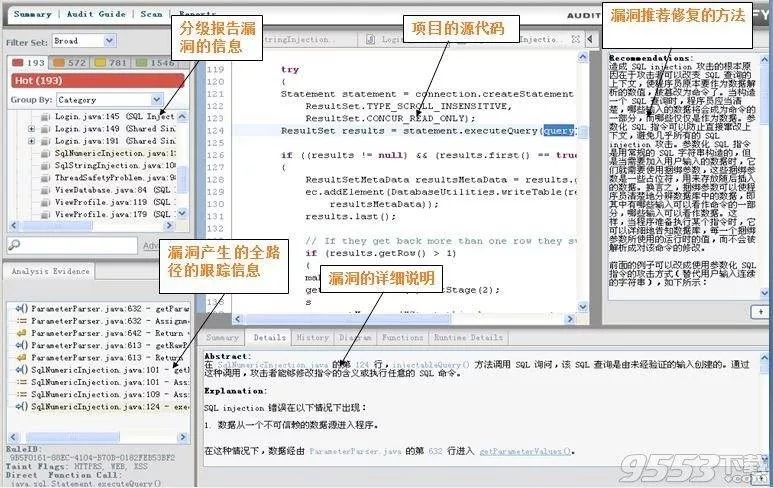 Summary | Audit Guide | Scan | Reports
AUDIT
FY
Filter Set: Broad
193 572 781 1546
Hot (193)
Group By: Category
Login.java:145 (SQL Inject
Login.java:149 (Shared Sin
Login.java:191 (Shared Sin
SqlNumericInjection.java:1
SqlStringInjection.java:108
ThreadSafetyProblem.java:9
ViewDatabase.java:84 (SQL
ViewProfile.java:119 (SQL
ViewProfile.java:179 (SQL I
Adv
分级报告漏
洞的信息
漏洞产生的全路
径的跟踪信息
Analysis Evidence
ParameterParser.java:632 - getPara
ParameterParser.java:632 - Assignm
ParameterParser.java:642 - Return v
ParameterParser.java:613 - getRawP
ParameterParser.java:613 - Return
SqlNumericInjection.java:101 - getR
SqlNumericInjection.java:101 - Assi
SqlNumericInjection.java:109 - Assi
SqlNumericInjection.java:124 - exec
RuleID:
Taint Flags: HTTPRS, WEB, XSS
Direct Function Call:
java.sql.Statement.executeQuery()
项目的源代码
119 try
120 {
121 Statement statement = connection.createStatement
122 ResultSet.TYPE_SCROLL_INSENSITIVE,
123 ResultSet.CONCUR_READ_ONLY);
124 ResultSet results = statement.executeQuery(query
125
126 if ((results != null) && (results.first() == true
127 {
128 ResultSetMetaData resultsMetaData = results.g
129 ec.addElement(DatabaseUtilities.writeTable(re
130 resultsMetaData));
131 results.last();
132
133 // If they get back more than one row they su
134 if (results.getRow() > 1)
135 {
漏洞的详细说明
Stage(2);
Summary Details History Diagram Functions Runtime Details
Abstract:
在 SqlNumericInjection.java 的第 124 行，injectableQuery() 方法调用 SQL 询问，该 SQL 查询是由未经验证的输入创建的。通过
这种调用，攻击者能够修改指令的含义或执行任意的 SQL 命令。
Explanation:
SQL injection 错误在以下情况下出现：
1. 数据从一个不可信赖的数据源进入程序。
在这种情况下，数据经由 ParameterParser.java 的第 632 行进入 getParameterValues()。
漏洞推荐修复的方法
Recommendations:
造成 SQL injection 攻击的根本原
因在于攻击者可以改变 SQL 查询的
上下文，使程序员原本要作为数据解
析的数值，被篡改为命令了。当构造
一个 SQL 查询时，程序员应当清
楚，哪些输入的数据将会成为命令的
一部分，而哪些仅仅是作为数据。参
数化 SQL 指令可以防止直接篡改上
下文，避免几乎所有的 SQL
injection 攻击。参数化 SQL 指令
是用常规的 SQL 字符串构造的，但
是当需要加入用户输入的数据时，它
们就需要使用捆绑参数，这些捆绑参
数是一些占位符，用来存放随后插入
的数据。换言之，捆绑参数可以使程
序员清楚地分辨数据库中的数据，即
其中有哪些输入可以看作命令的一部
分，哪些输入可以看作数据。这
样，当程序准备执行某个指令时，它
可以详细地告知数据库，每一个捆绑
参数所使用的运行时的值，而不会被
解析成对该命令的修改。
前面的例子可以改成使用参数化 SQL
指令的攻击方式（替代用户输入连续
的字符串），如下所示：
9553下载
.com